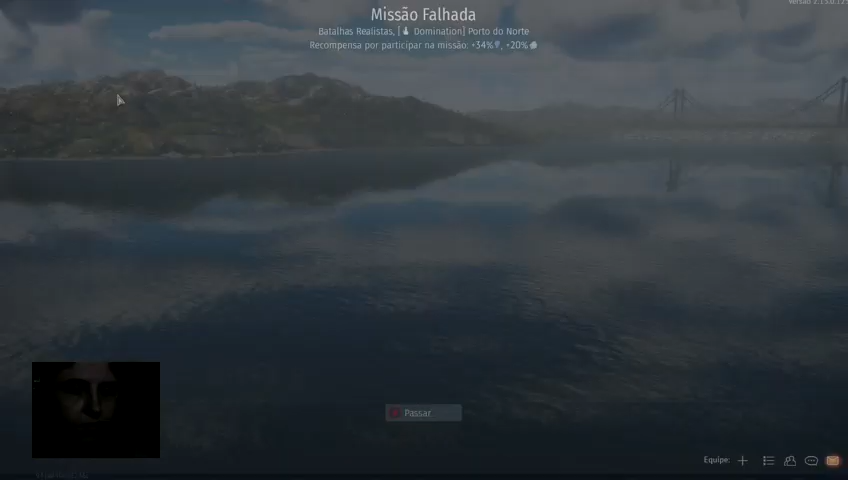 Missão Falhada
Batalhas Realistas, [ Domination] Porto do Norte
Recompensa por participar na missão: +34%, +20%
Passar
Equipe: